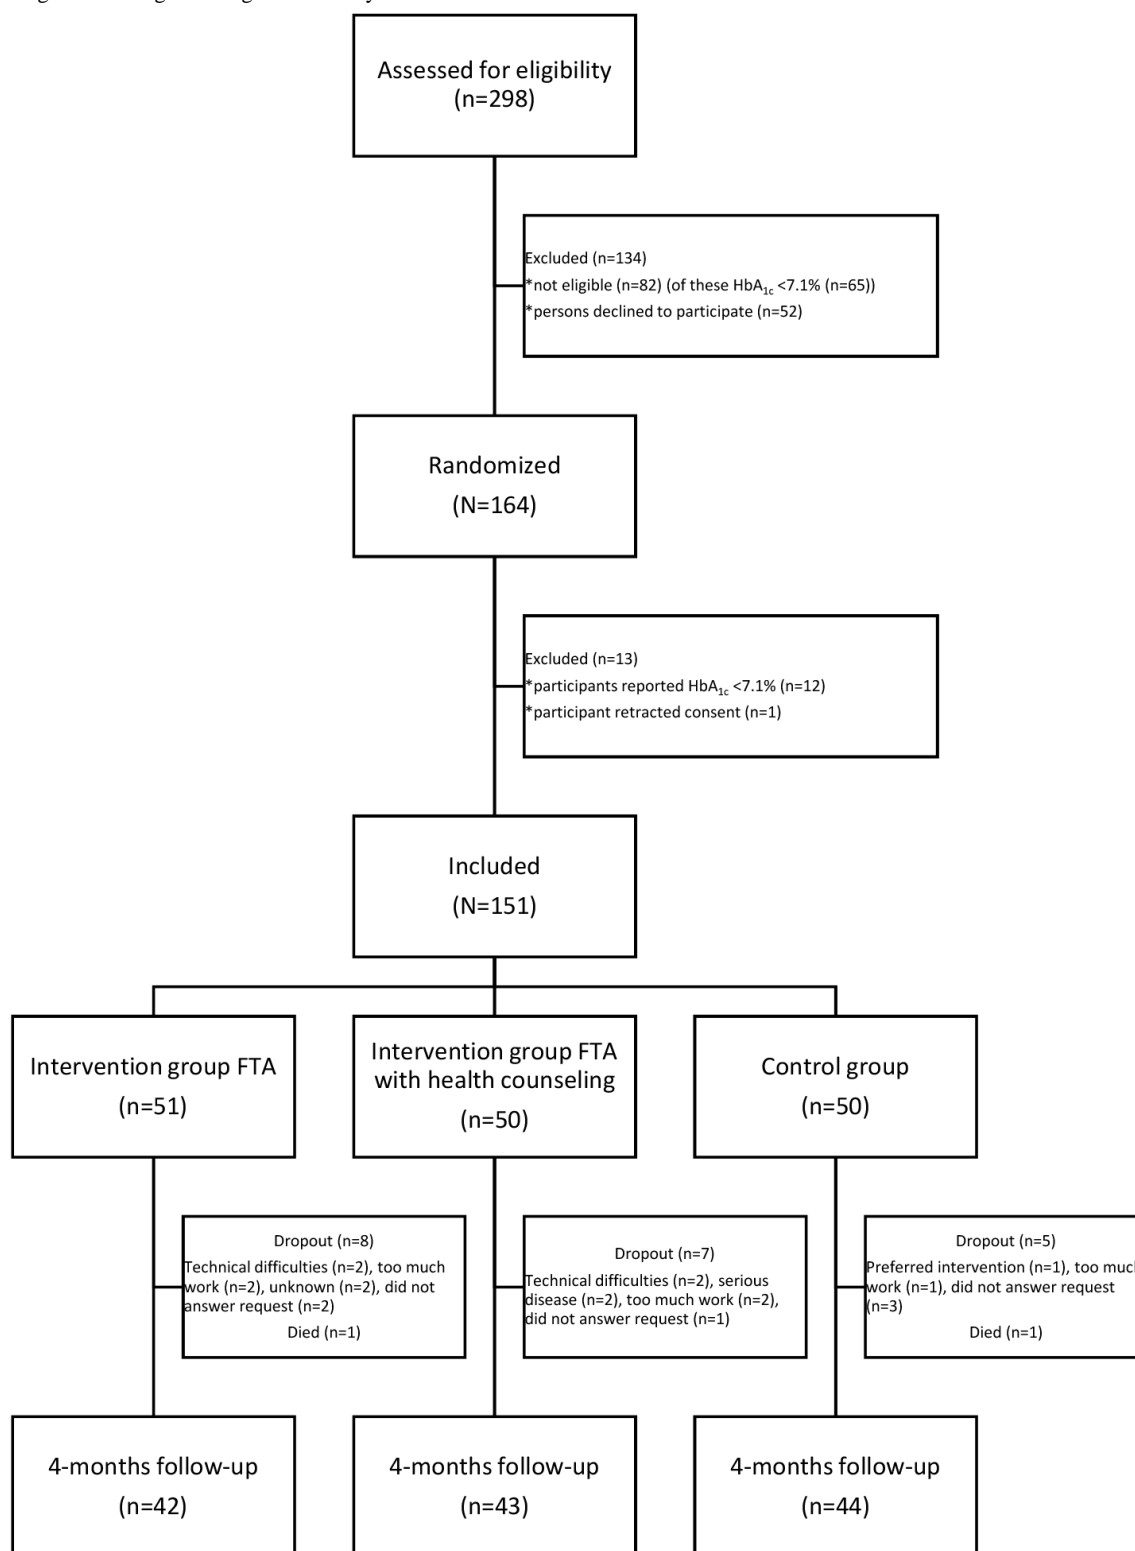 Assessed for eligibility
(n=298)
Excluded (n=134)
*not eligible (n=82) (of these HbA1c <7.1% (n=65))
*persons declined to participate (n=52)
Randomized
(N=164)
Excluded (n=13)
*participants reported HbA1c <7.1% (n=12)
*participant retracted consent (n=1)
Included
(N=151)
Intervention group FTA
(n=51)
Intervention group FTA
with health counseling
(n=50)
Control group
(n=50)
Dropout (n=8)
Technical difficulties (n=2), too much
work (n=2), unknown (n=2), did not
answer request (n=2)
Died (n=1)
Dropout (n=7)
Technical difficulties (n=2), serious
disease (n=2), too much work (n=2),
did not answer request (n=1)
Dropout (n=5)
Preferred intervention (n=1), too much
work (n=1), did not answer request
(n=3)
Died (n=1)
4-months follow-up
(n=42)
4-months follow-up
(n=43)
4-months follow-up
(n=44)